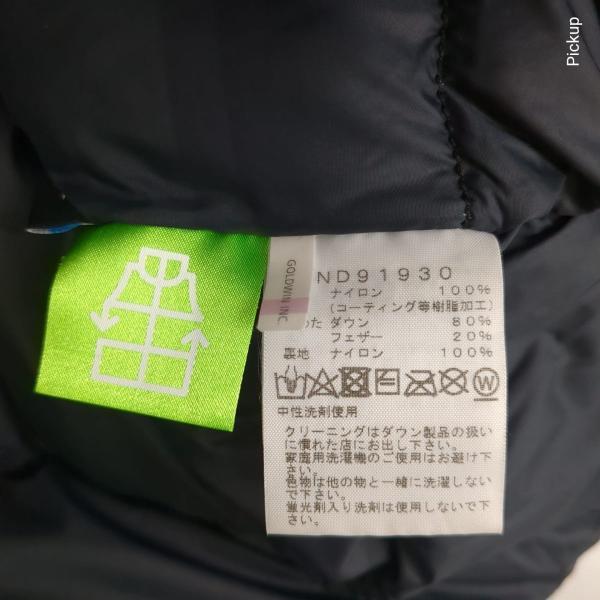 Pickup
GOLDWIN INC.
ND91930
ナイロン 100%
(コーティング等樹脂加工)
た ダウン 80%
フェザー 20%
裏地 ナイロン 100%
W
中性洗剤使用
クリーニングはダウン製品の扱い
に慣れた店にお出し下さい。
家庭用洗濯機のご使用はお避け下
さい。
色物は他の物と一緒に洗濯しない
で下さい。
蛍光剤入り洗剤は使用しないで下
さい。